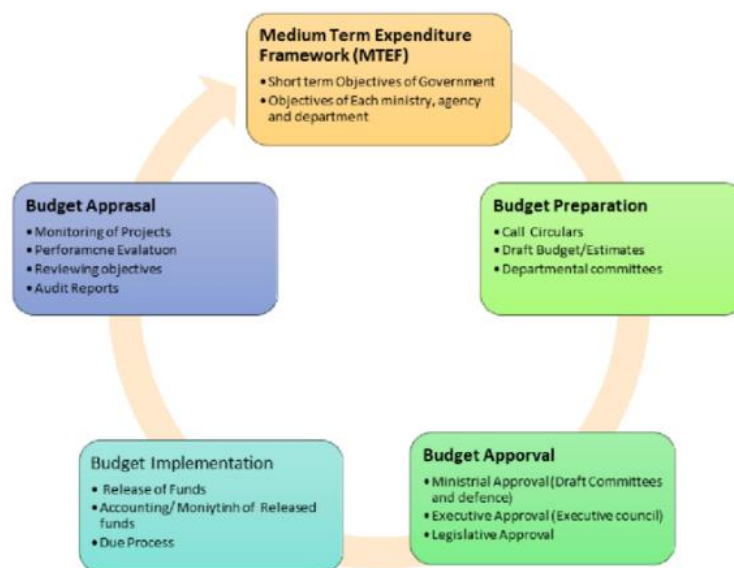 Medium Term Expenditure
Framework (MTEF)
• Short term Objectives of Government
• Objectives of Each ministry, agency
and department
Budget Preparation
• Call Circulars
• Draft Budget/Estimates
• Departmental committees
Budget Apporval
• Ministrial Aproval(Draft Committees
and defence)
• Executive Approval (Executive council)
• Legislative Approval
Budget Implementation
• Release of Funds
• Accounting/ Moniytinh of Released
funds
• Due Process
Budget Apprasal
• Monitoring of Projects
• Perforamcne Evalatuon
• Reviewing objectives
• Audit Reports